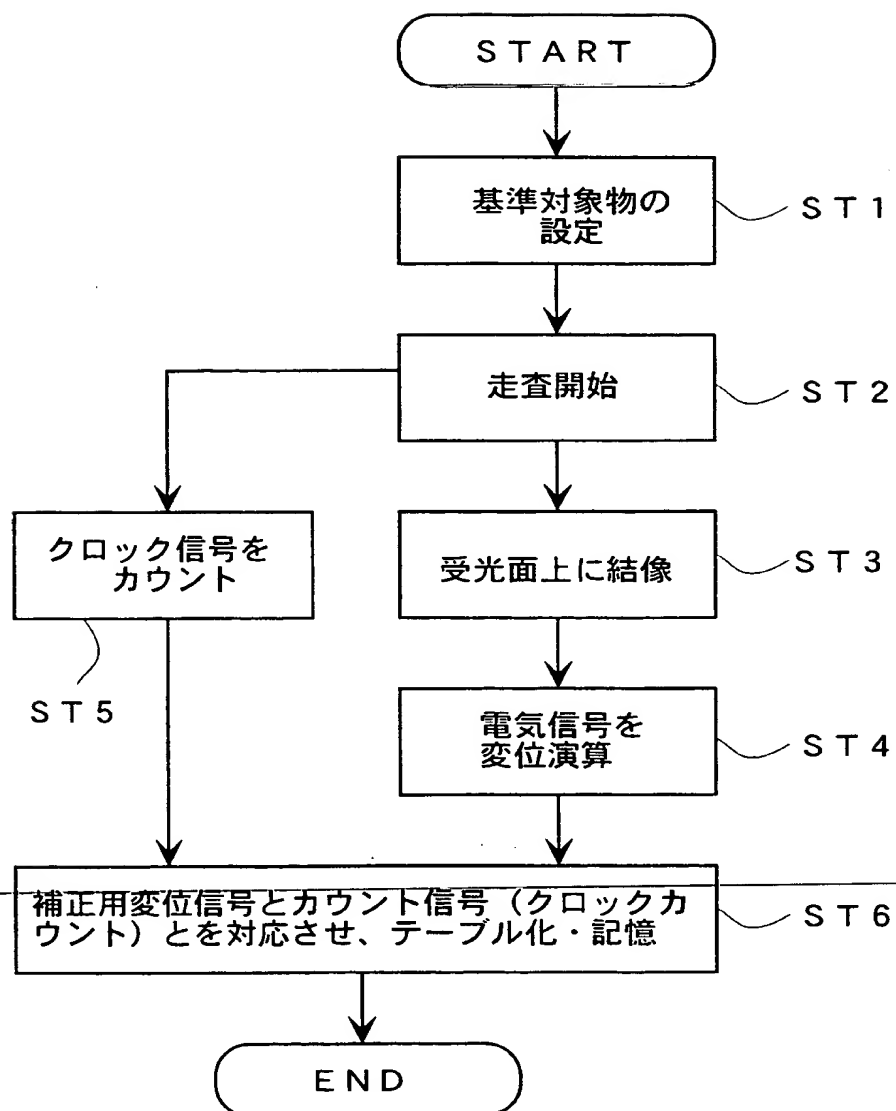 START
基準対象物の
設定
ST1
走査開始
ST2
クロック信号を
カウント
ST5
受光面上に結像
ST3
電気信号を
変位演算
ST4
補正用変位信号とカウント信号（クロックカ
ウント）とを対応させ、テーブル化・記憶
ST6
END